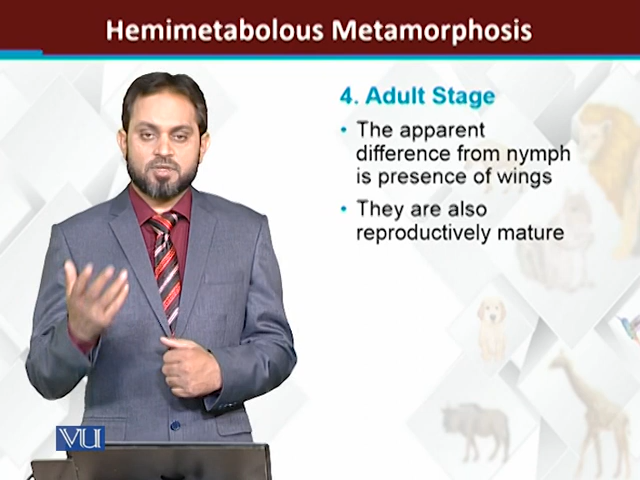 Hemimetabolous Metamorphosis
4. Adult Stage
• The apparent
difference from nymph
is presence of wings
• They are also
reproductively mature
VU